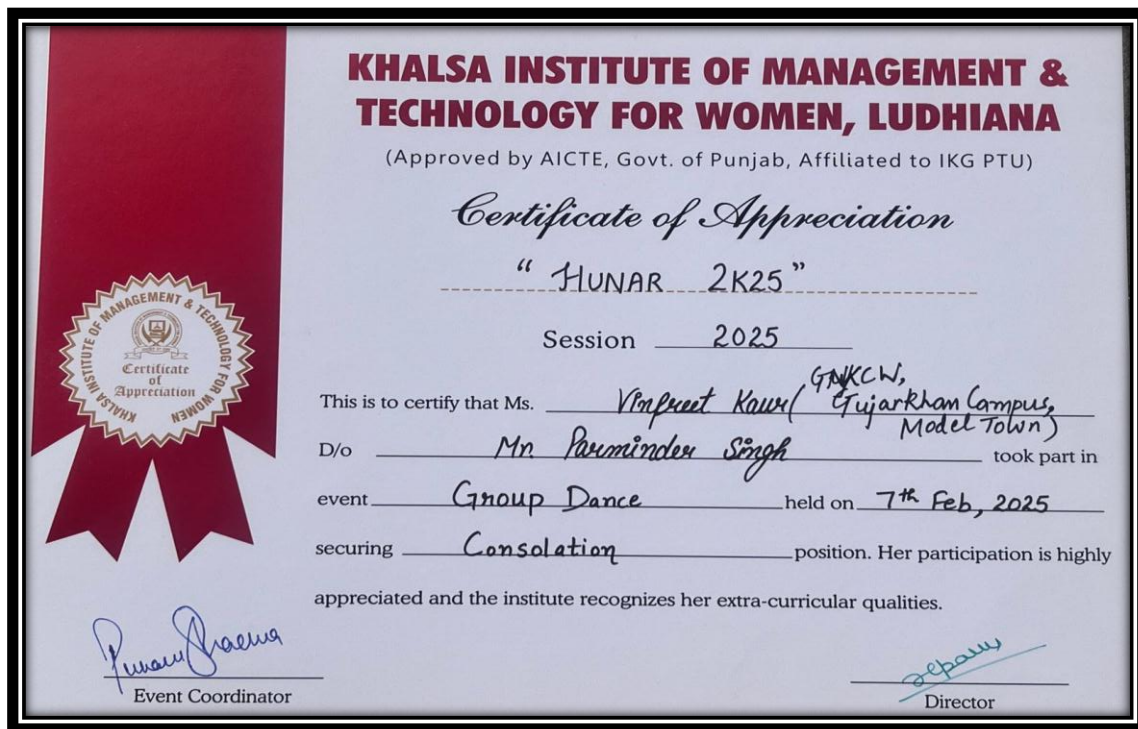 KHALSA INSTITUTE OF MANAGEMENT &
TECHNOLOGY FOR WOMEN, LUDHIANA
(Approved by AICTE, Govt. of Punjab, Affiliated to IKG PTU)
Certificate of Appreciation
"HUNAR 2K25"
Session 2025
This is to certify that Ms. Vinpreet Kaur (GNKCW,
Gujarkhan Campus,
Model Town)
D/o Mr. Parminder Singh took part in
event Group Dance held on 7th Feb, 2025
securing Consolation position. Her participation is highly
appreciated and the institute recognizes her extra-curricular qualities.
KHALSA INSTITUTE OF MANAGEMENT & TECHNOLOGY FOR WOMEN
Certificate
of
Appreciation
Punam Sharma
Event Coordinator
Director